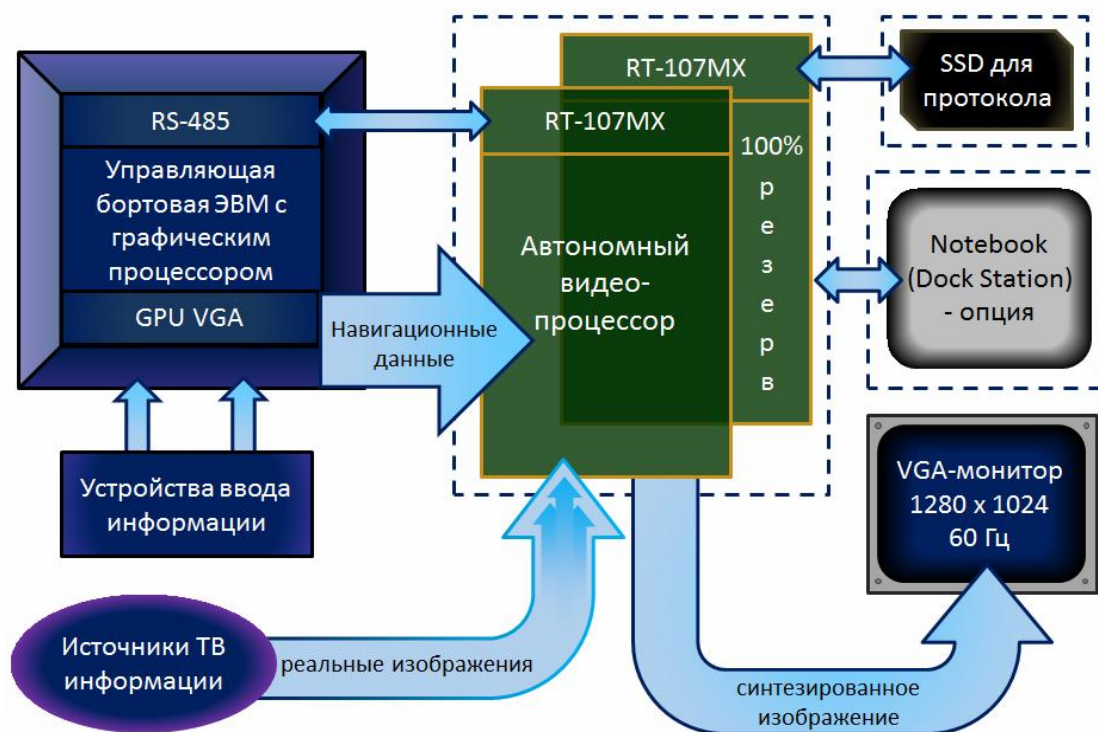 RS-485
Управляющая
бортовая ЭВМ с
графическим
процессором
GPU VGA
Устройства ввода
информации
Источники ТВ
информации
Навигационные
данные
реальные изображения
RT-107MX
RT-107MX
100%
р
е
з
е
р
в
Автономный
видео-
процессор
SSD для
протокола
Notebook
(Dock Station)
- опция
VGA-монитор
1280 x 1024
60 Гц
синтезированное
изображение